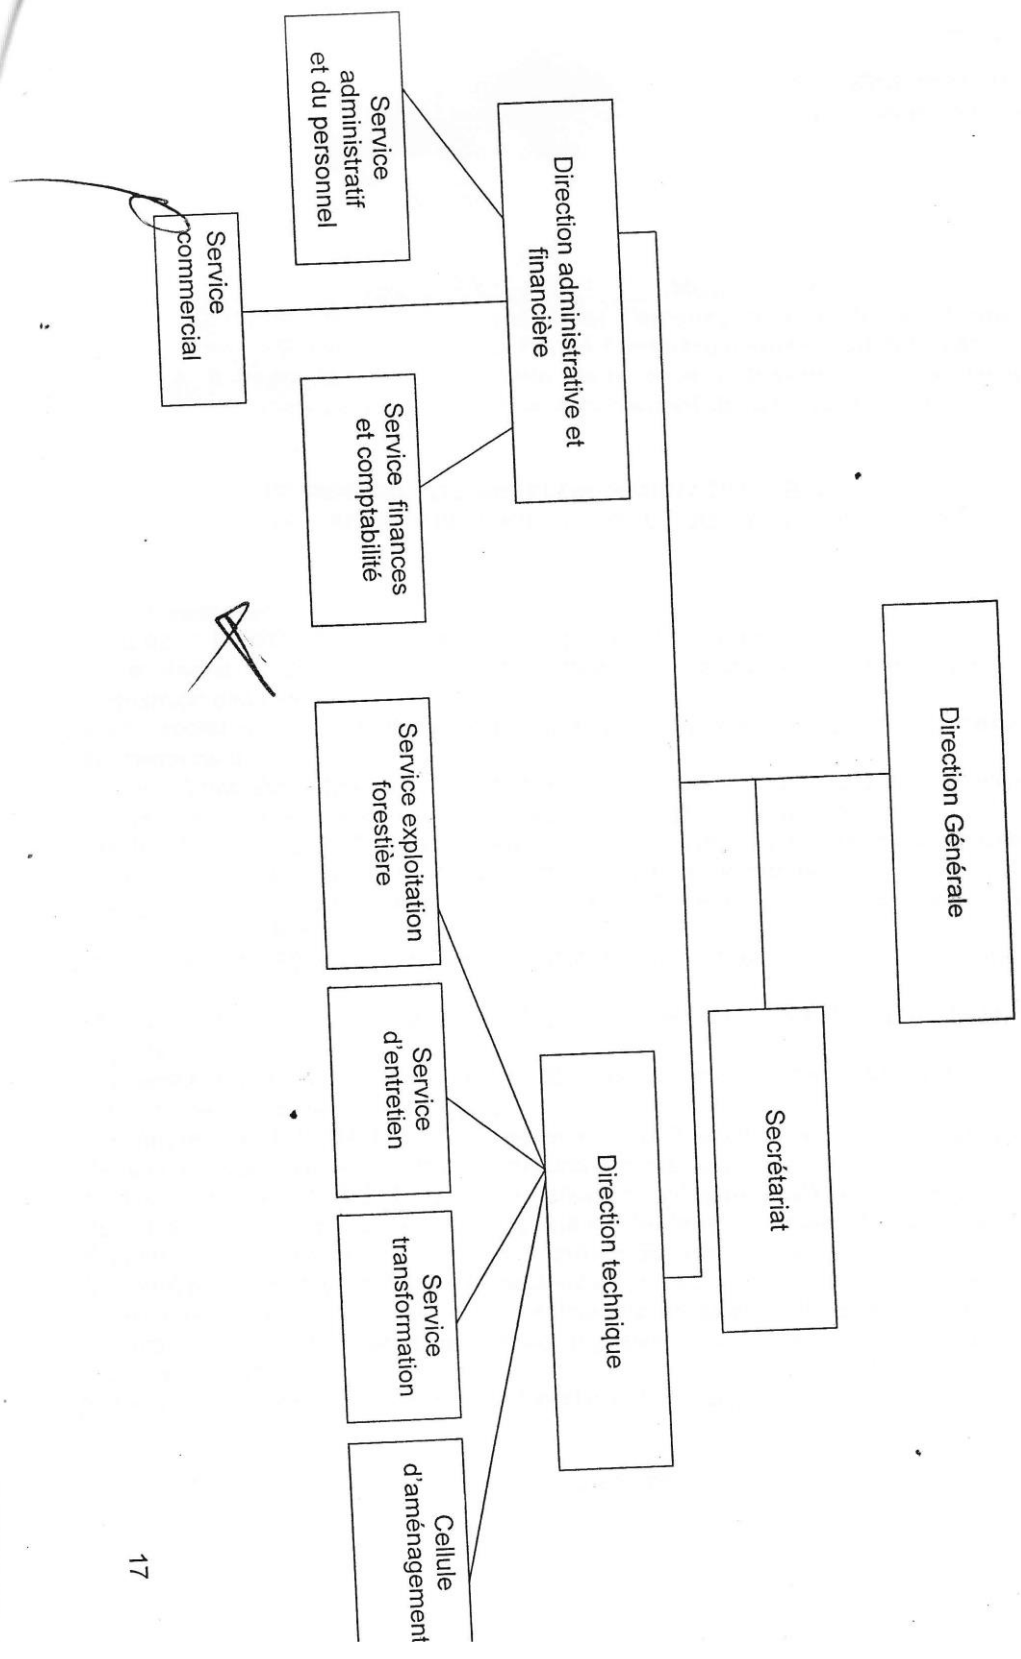 Direction Générale
Secrétariat
Direction administrative et
financière
Direction technique
Service
administratif
et du personnel
Service
commercial
Service finances
et comptabilité
Service exploitation
forestière
Service
d'entretien
Service
transformation
Cellule
d'aménagement
17